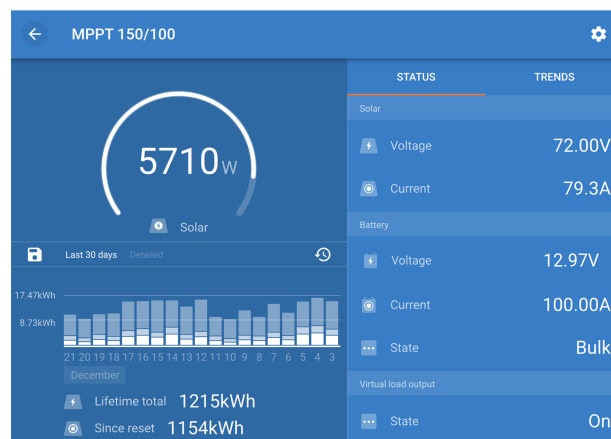 MPPT 150/100
5710W
Solar
Last 30 days Detailed
17.47kWh
8.73kWh
21 20 19 18 17 16 15 14 13 12 11 10 9 8 7 6 5 4 3
December
Lifetime total 1215kWh
Since reset 1154kWh
STATUS TRENDS
Solar
Voltage 72.00V
Current 79.3A
Battery
Voltage 12.97V
Current 100.00A
State Bulk
Virtual load output
State On